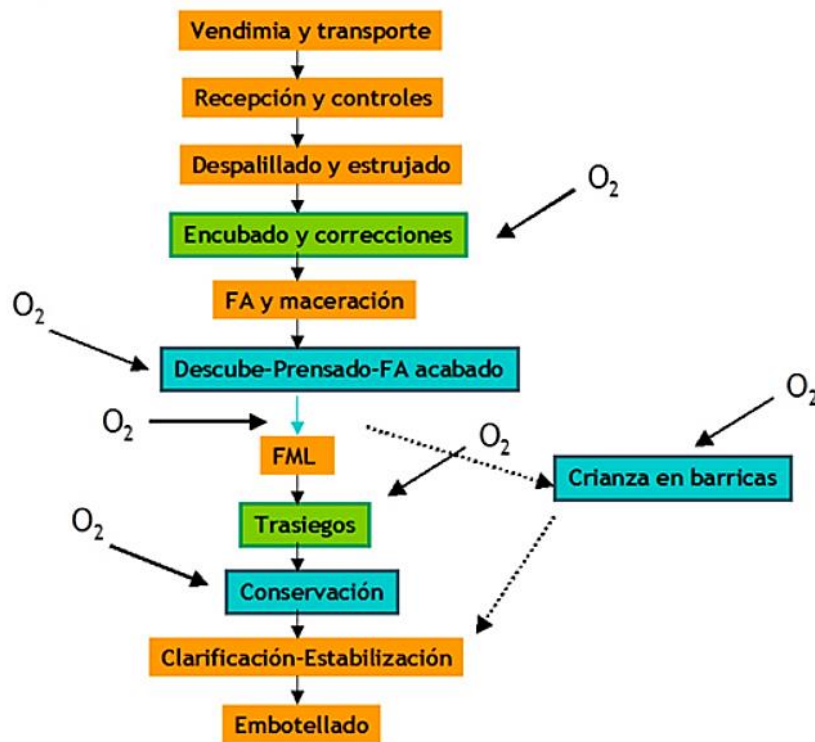 Vendimia y transporte
Recepción y controles
Despalillado y estrujado
O₂
Encubado y correcciones
FA y maceración
O₂
Descube-Prensado-FA acabado
O₂
O₂
O₂
FML
Crianza en barricas
Trasiegos
O₂
Conservación
Clarificación-Estabilización
Embotellado